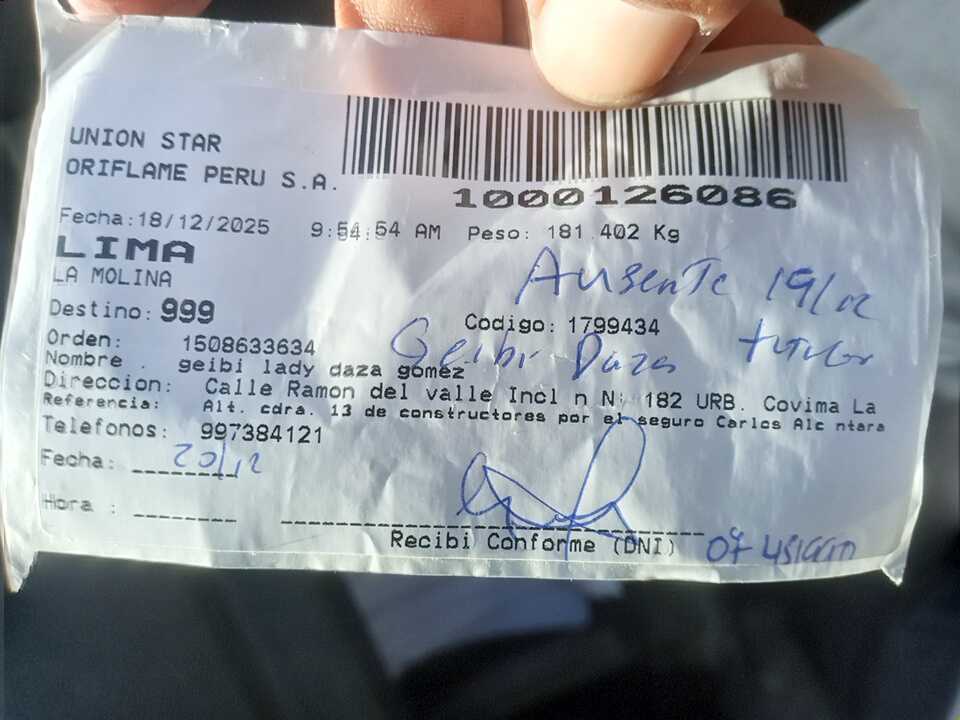 UNION STAR
ORIFLAME PERU S.A.
1000126086
Fecha:18/12/2025 9:54:54 AM Peso: 181.402 Kg
LIMA
LA MOLINA
Ausente 19/12
Destino: 999
Codigo: 1799434
Orden: 1508633634
Geibi Daza
Nombre . geibi lady daza gomez
Direccion: Calle Ramon del valle Incl n N: 182 URB. Covima La
Referencia: Alt. cdra. 13 de constructores por el seguro Carlos Alc ntara
Telefonos: 997384121
Fecha: 20/12
Hora :
Recibi Conforme (DNI)